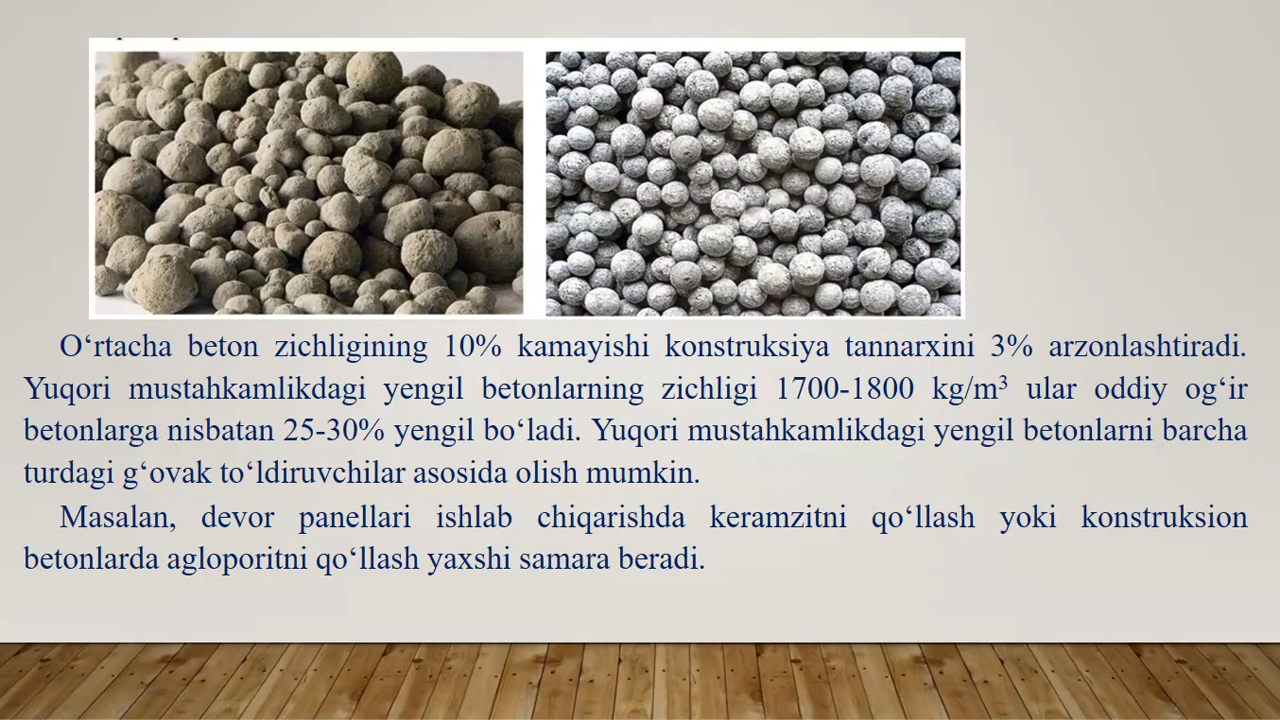 O‘rtacha beton zichligining 10% kamayishi konstruksiya tannarxini 3% arzonlashtiradi.
Yuqori mustahkamlikdagi yengil betonlarning zichligi 1700-1800 kg/m³ ular oddiy og‘ir
betonlarga nisbatan 25-30% yengil bo‘ladi. Yuqori mustahkamlikdagi yengil betonlarni barcha
turdagi g‘ovak to‘ldiruvchilar asosida olish mumkin.
Masalan, devor panellari ishlab chiqarishda keramzitni qo‘llash yoki konstruksion
betonlarda agloporitni qo‘llash yaxshi samara beradi.